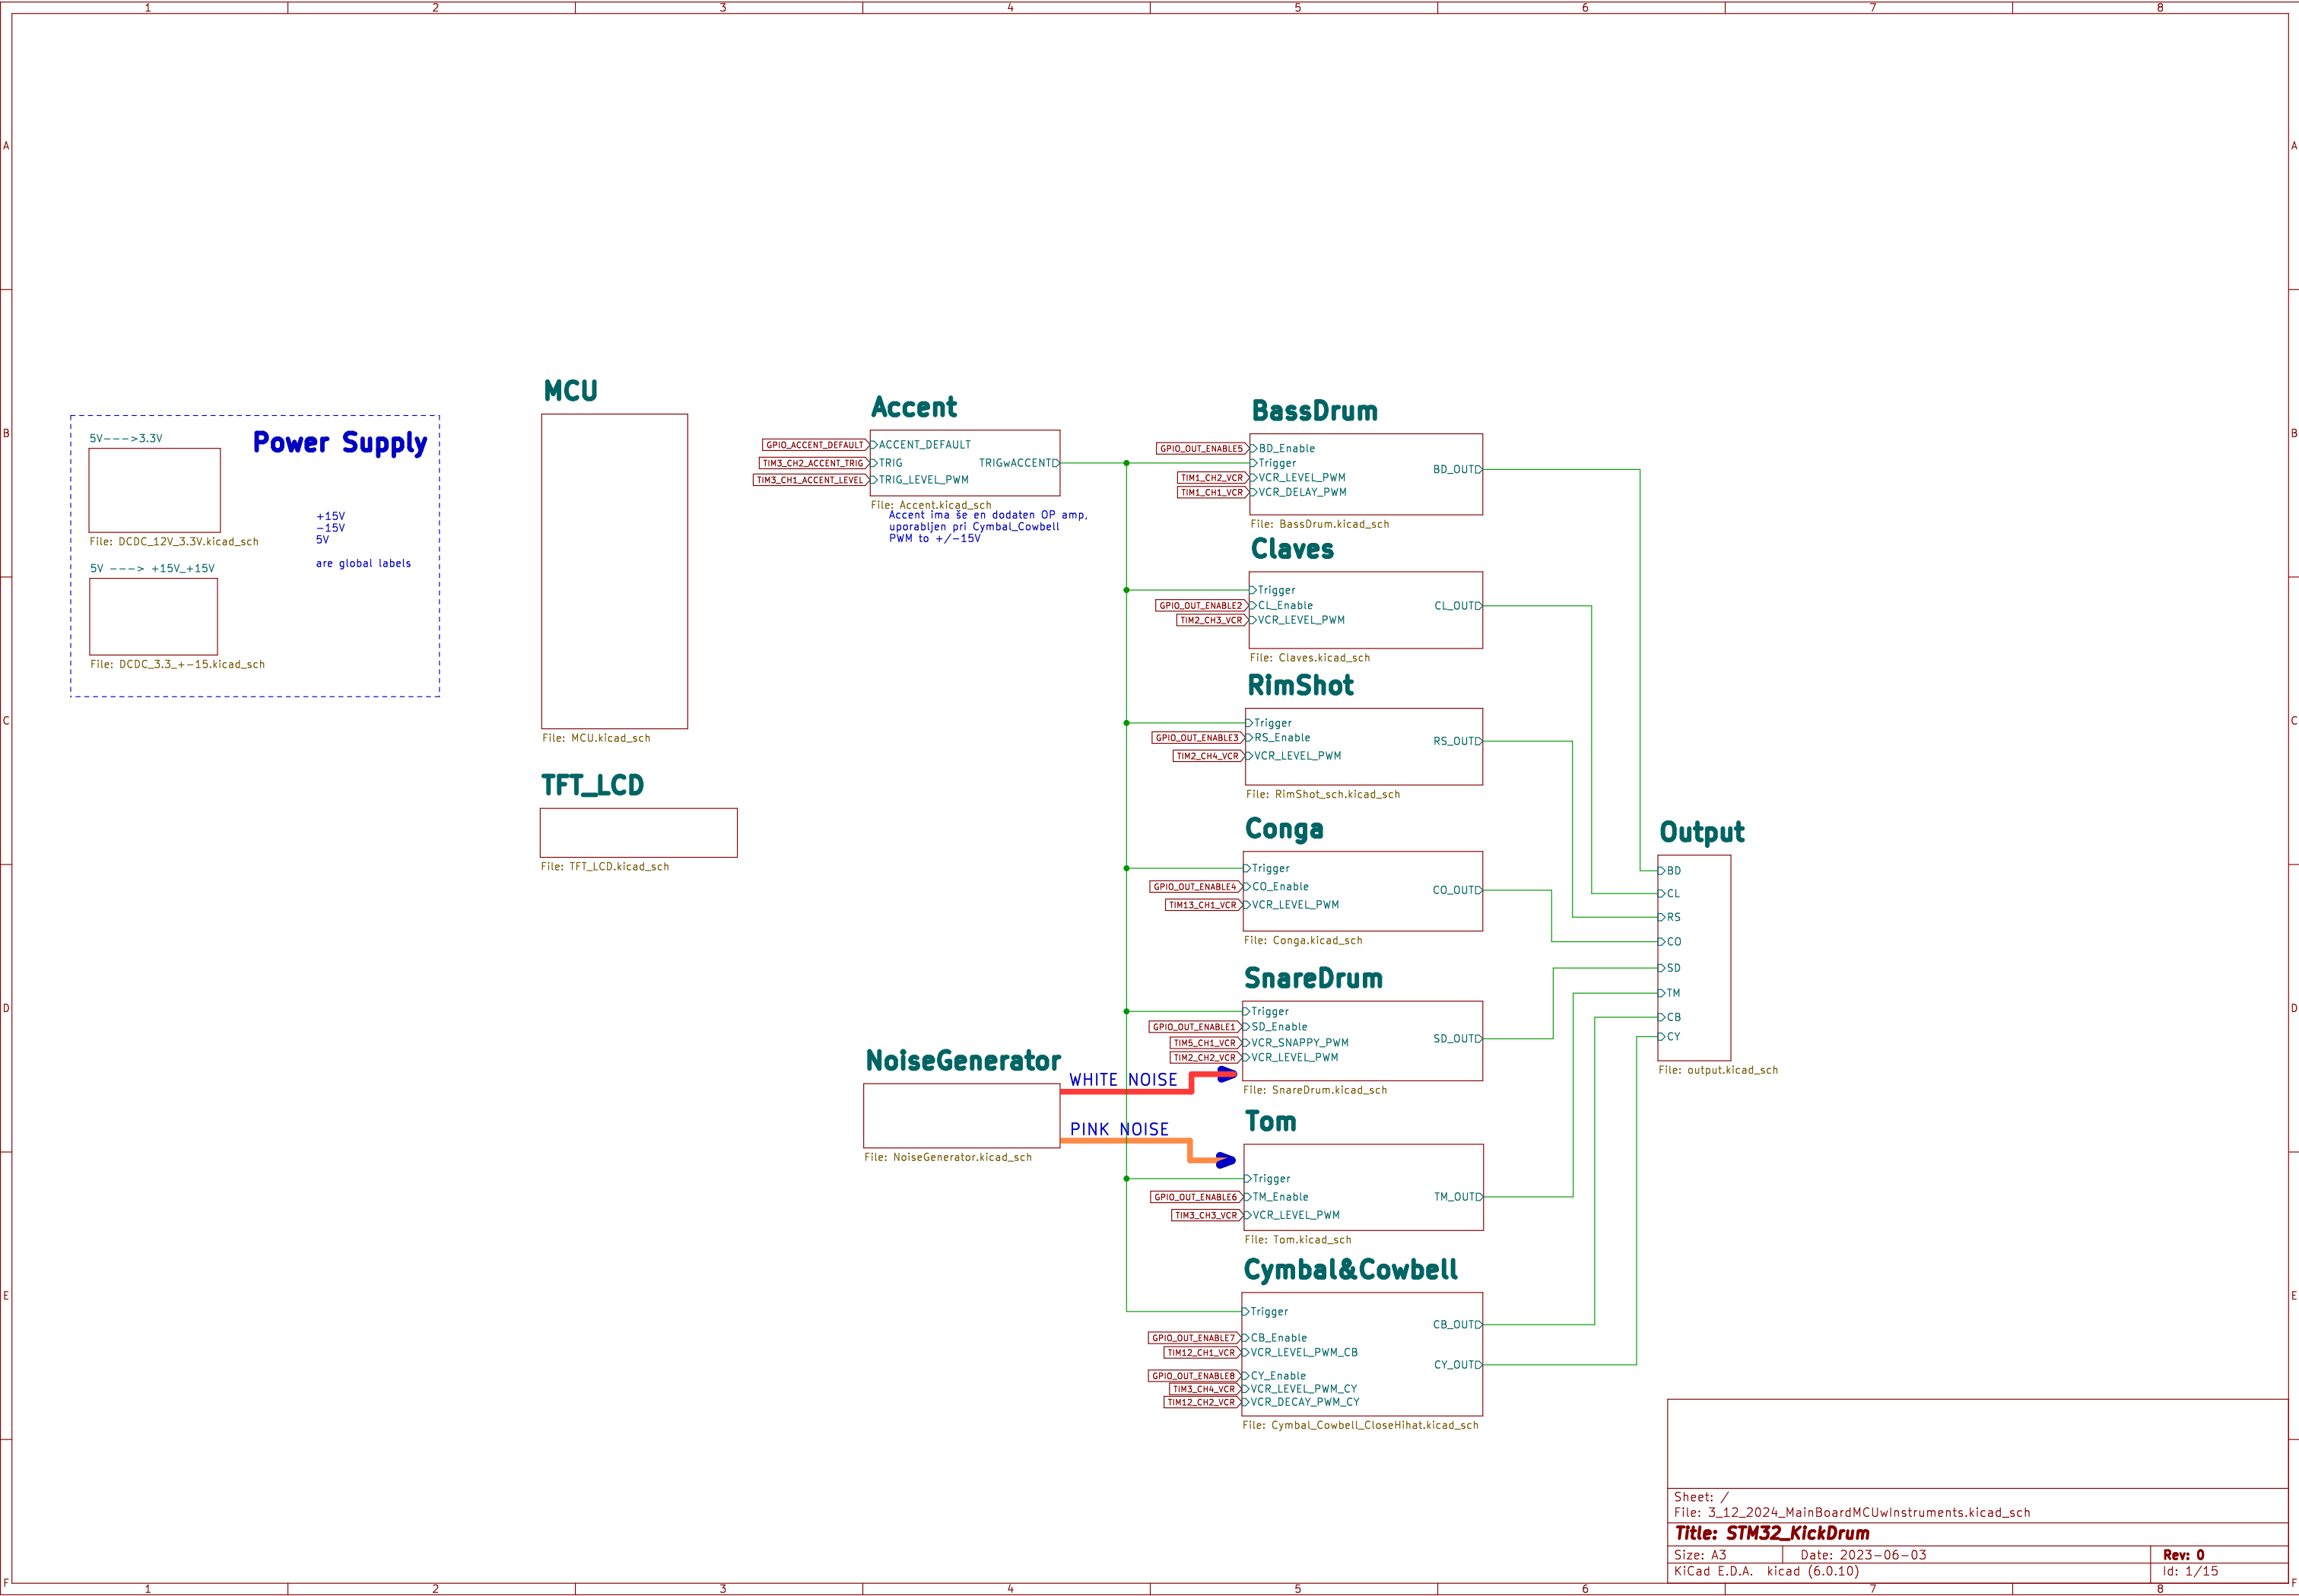 1 2 3 4 5 6 7 8
A A
B B
C C
D D
E E
F F
Power Supply
5V--->3.3V
File: DCDC_12V_3.3V.kicad_sch
5V ---> +15V_+15V
File: DCDC_3.3_+-15.kicad_sch
+15V
-15V
5V
are global labels
MCU
File: MCU.kicad_sch
TFT_LCD
File: TFT_LCD.kicad_sch
Accent
GPIO_ACCENT_DEFAULT ACCENT_DEFAULT
TIM3_CH2_ACCENT_TRIG TRIG TRIGwACCENT
TIM3_CH1_ACCENT_LEVEL TRIG_LEVEL_PWM
File: Accent.kicad_sch
Accent ima še en dodaten OP amp,
uporabljen pri Cymbal_Cowbell
PWM to +/-15V
NoiseGenerator
File: NoiseGenerator.kicad_sch
WHITE NOISE
PINK NOISE
BassDrum
GPIO_OUT_ENABLE5 BD_Enable
Trigger BD_OUT
TIM1_CH2_VCR VCR_LEVEL_PWM
TIM1_CH1_VCR VCR_DELAY_PWM
File: BassDrum.kicad_sch
Claves
Trigger
GPIO_OUT_ENABLE2 CL_Enable CL_OUT
TIM2_CH3_VCR VCR_LEVEL_PWM
File: Claves.kicad_sch
RimShot
Trigger
GPIO_OUT_ENABLE3 RS_Enable RS_OUT
TIM2_CH4_VCR VCR_LEVEL_PWM
File: RimShot_sch.kicad_sch
Conga
Trigger
GPIO_OUT_ENABLE4 CO_Enable CO_OUT
TIM13_CH1_VCR VCR_LEVEL_PWM
File: Conga.kicad_sch
SnareDrum
Trigger
GPIO_OUT_ENABLE1 SD_Enable
TIM5_CH1_VCR VCR_SNAPPY_PWM SD_OUT
TIM2_CH2_VCR VCR_LEVEL_PWM
File: SnareDrum.kicad_sch
Tom
Trigger
GPIO_OUT_ENABLE6 TM_Enable TM_OUT
TIM3_CH3_VCR VCR_LEVEL_PWM
File: Tom.kicad_sch
Cymbal&Cowbell
Trigger
CB_OUT
GPIO_OUT_ENABLE7 CB_Enable
TIM12_CH1_VCR VCR_LEVEL_PWM_CB
CY_OUT
GPIO_OUT_ENABLE8 CY_Enable
TIM3_CH4_VCR VCR_LEVEL_PWM_CY
TIM12_CH2_VCR VCR_DECAY_PWM_CY
File: Cymbal_Cowbell_CloseHihat.kicad_sch
Output
BD
CL
RS
CO
SD
TM
CB
CY
File: output.kicad_sch
Sheet: /
File: 3_12_2024_MainBoardMCUwInstruments.kicad_sch
Title: STM32_KickDrum
Size: A3 Date: 2023-06-03 Rev: 0
KiCad E.D.A. kicad (6.0.10) Id: 1/15
1 2 3 4 5 6 7 8